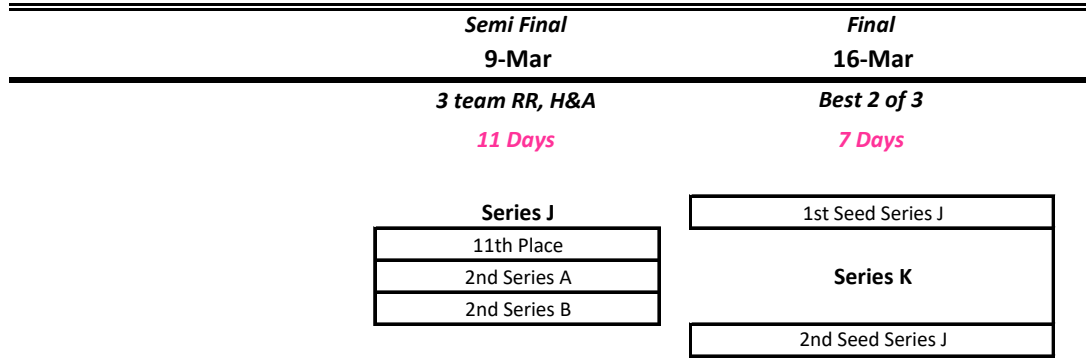 Semi Final Final
9-Mar 16-Mar
3 team RR, H&A Best 2 of 3
11 Days 7 Days
Series J 1st Seed Series J
11th Place
2nd Series A Series K
2nd Series B
2nd Seed Series J